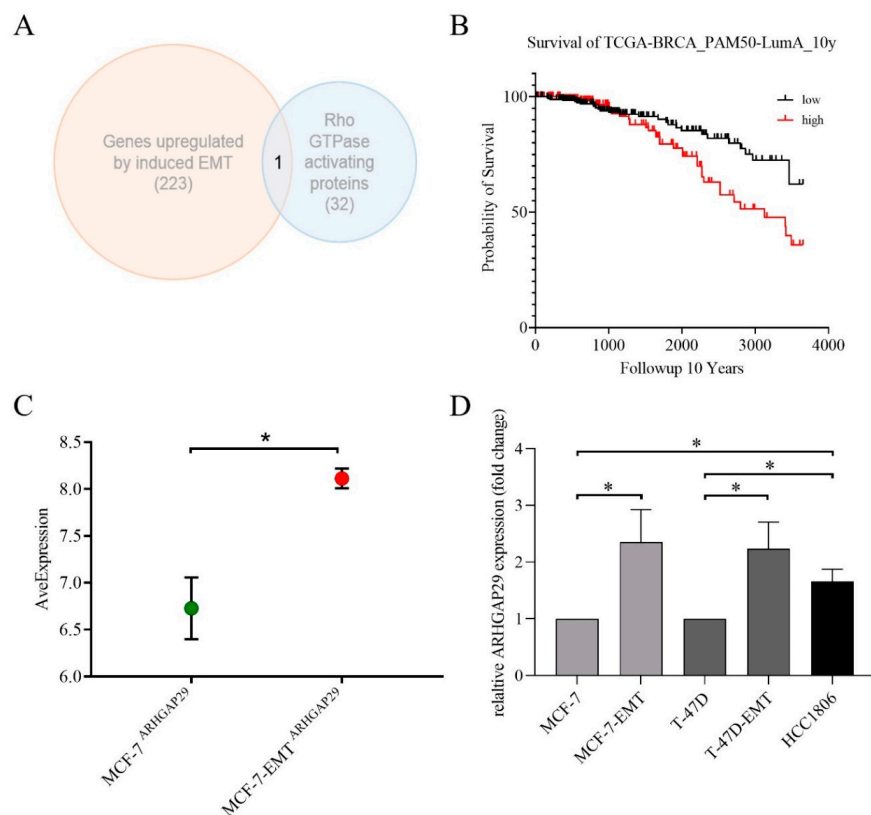 A
Genes upregulated
by induced EMT
(223)
1
Rho
GTPase
activating
proteins
(32)
B
Survival of TCGA-BRCA_PAM50-LumA_10y
Probability of Survival
100
50
0
low
high
0 1000 2000 3000 4000
Followup 10 Years
C
AveExpression
8.5
8.0
7.5
7.0
6.5
6.0
*
MCF-7 ARHGAP29
MCF-7-EMT ARHGAP29
D
relaltive ARHGAP29 expression (fold change)
4
3
2
1
0
*
*
* *
MCF-7
MCF-7-EMT
T-47D
T-47D-EMT
HCC1806